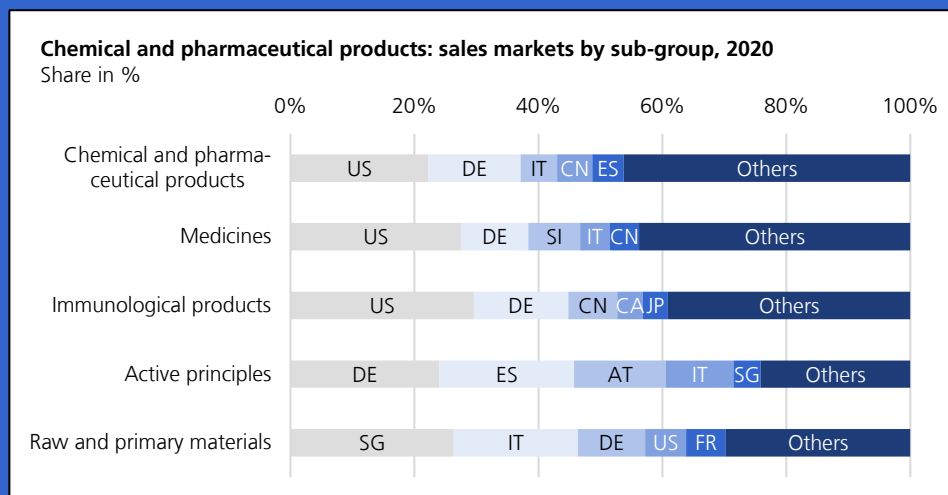 Chemical and pharmaceutical products: sales markets by sub-group, 2020
Share in %
0% 20% 40% 60% 80% 100%
Chemical and pharma-
ceutical products
US DE IT CN ES Others
Medicines US DE SI IT CN Others
Immunological products US DE CN CA JP Others
Active principles DE ES AT IT SG Others
Raw and primary materials SG IT DE US FR Others